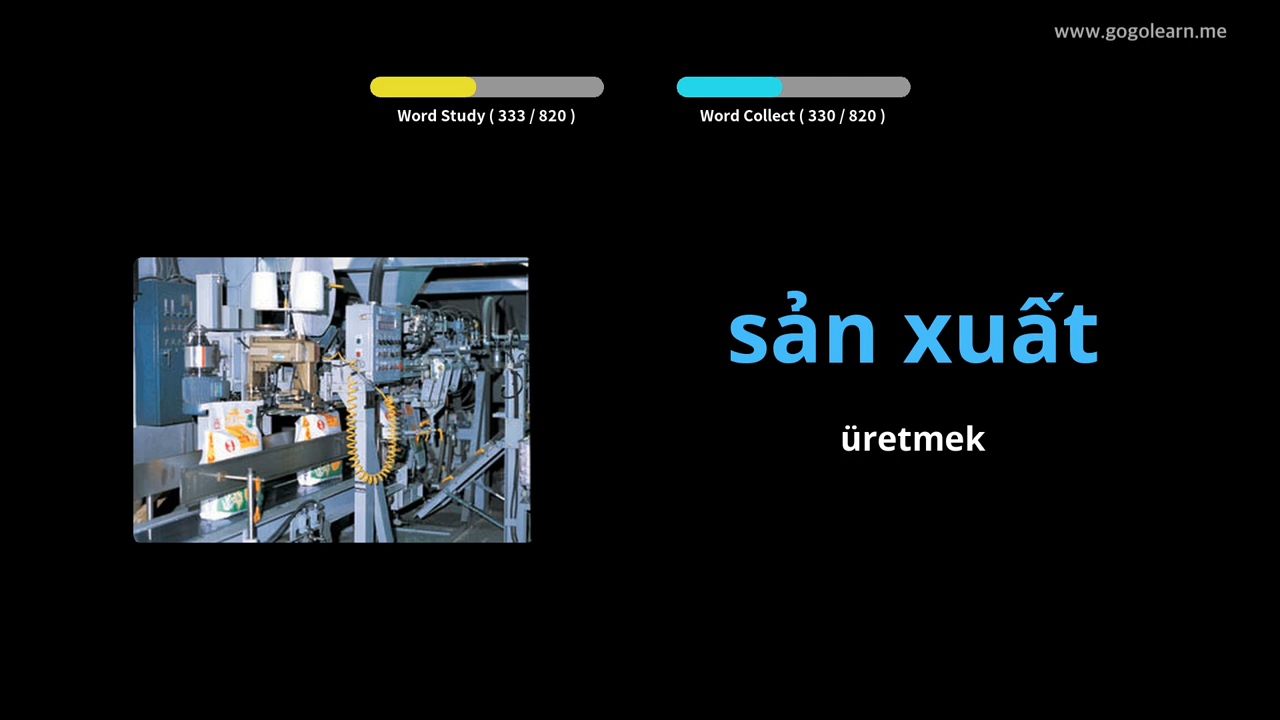 www.gogolearn.me
Word Study ( 333 / 820 )
Word Collect ( 330 / 820 )
sản xuất
üretmek